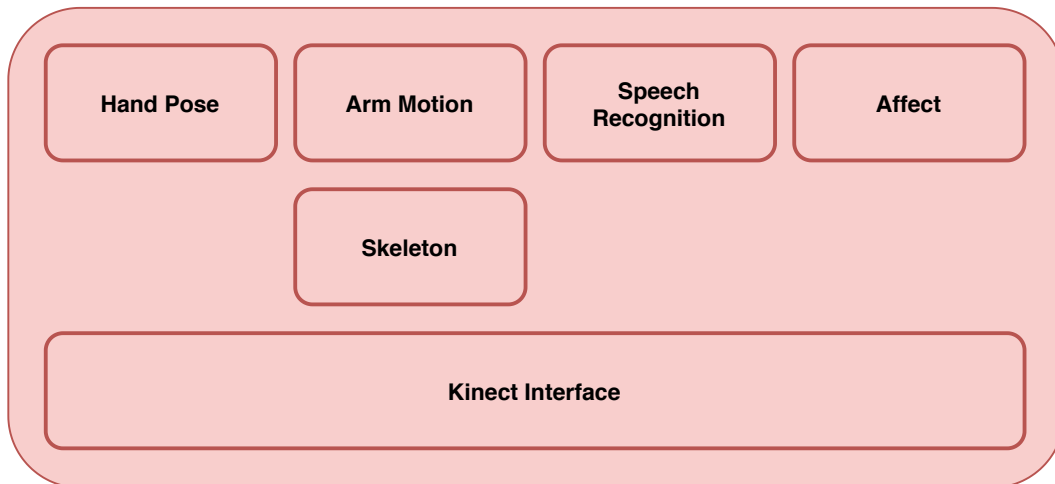 Hand Pose
Arm Motion
Speech
Recognition
Affect
Skeleton
Kinect Interface